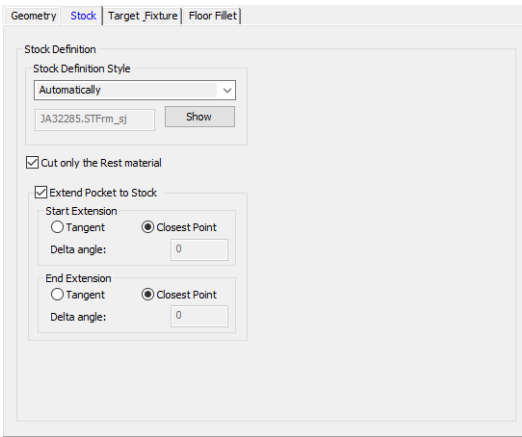 Geometry Stock Target_Fixture Floor Fillet
Stock Definition
Stock Definition Style
Automatically
JA32285.STFrm_sj Show
Cut only the Rest material
Extend Pocket to Stock
Start Extension
Tangent Closest Point
Delta angle: 0
End Extension
Tangent Closest Point
Delta angle: 0